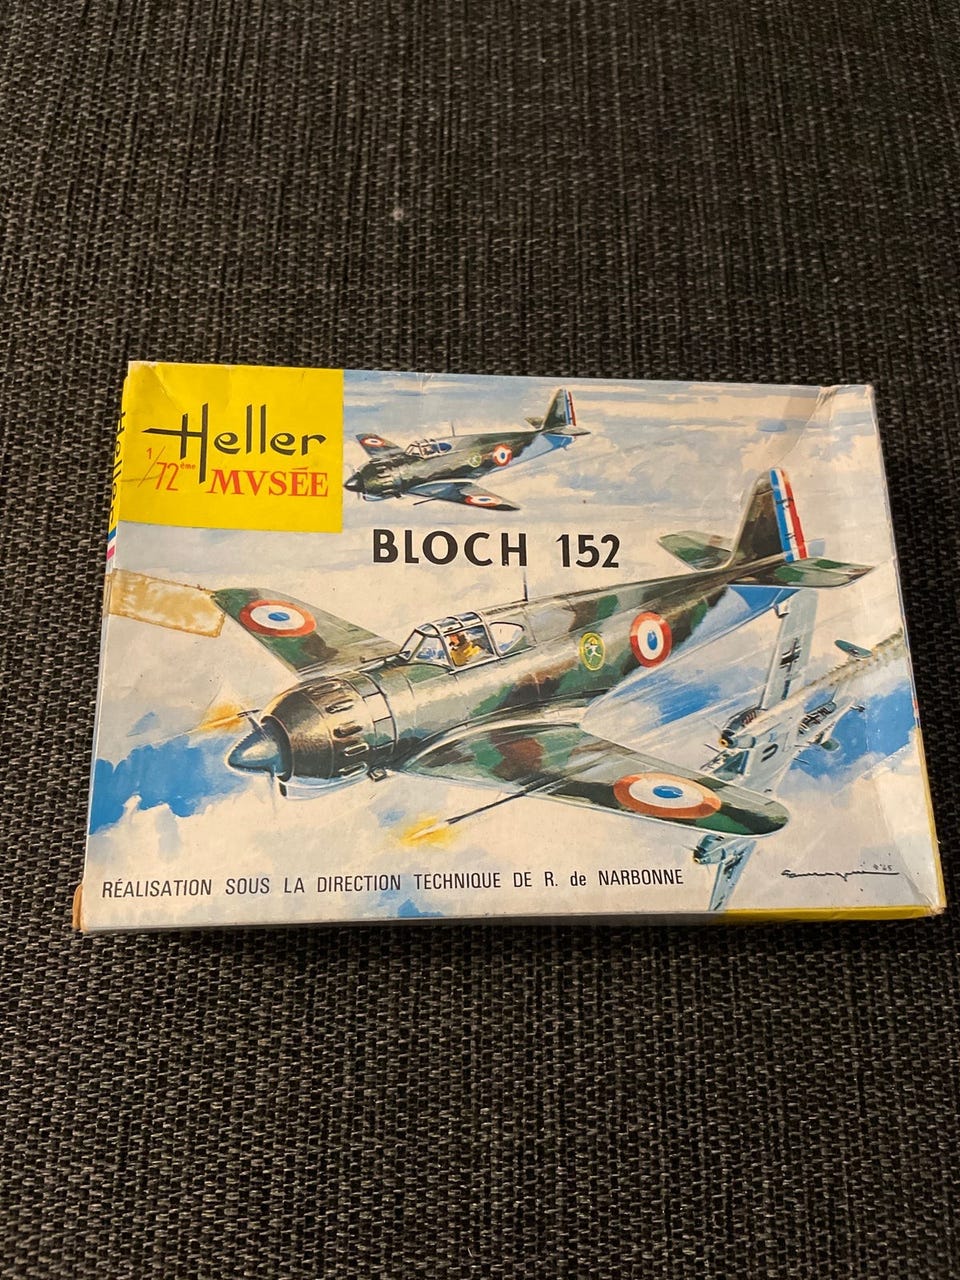 Heller
1/72ème MVSÉE
BLOCH 152
RÉALISATION SOUS LA DIRECTION TECHNIQUE DE R. de NARBONNE